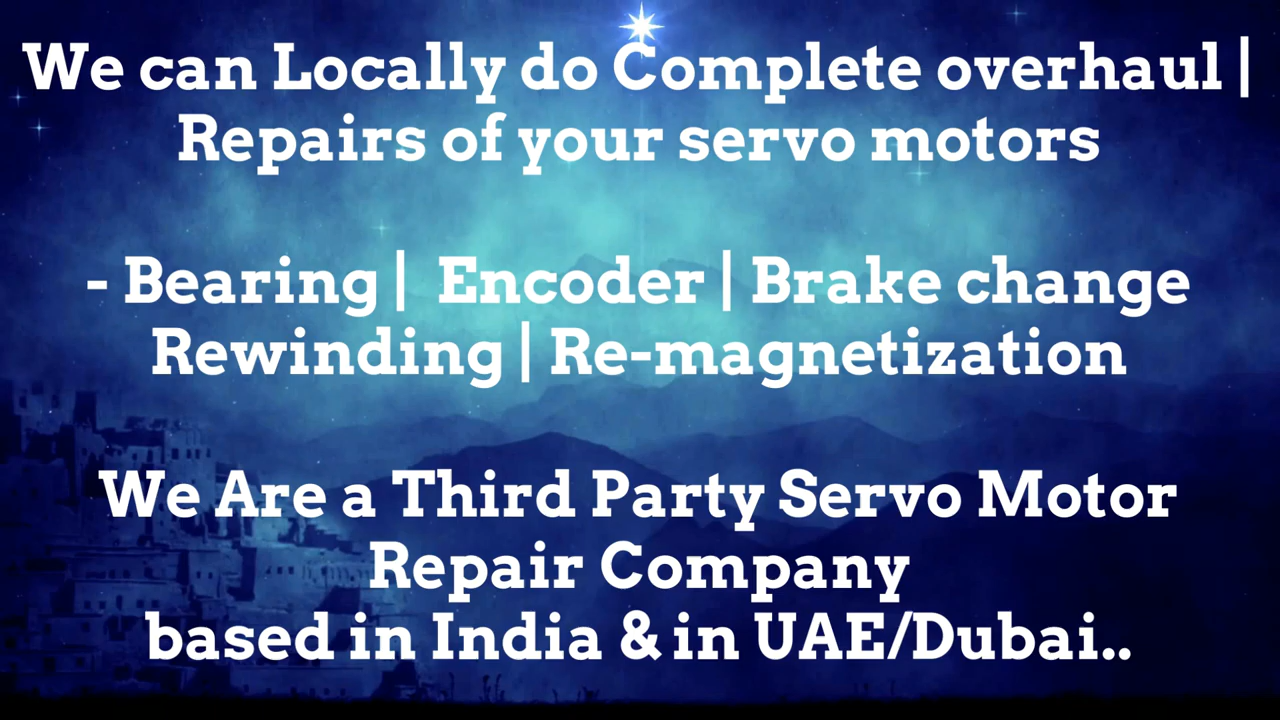 We can Locally do Complete overhaul |
Repairs of your servo motors
- Bearing | Encoder | Brake change
Rewinding | Re-magnetization
We Are a Third Party Servo Motor
Repair Company
based in India & in UAE/Dubai..